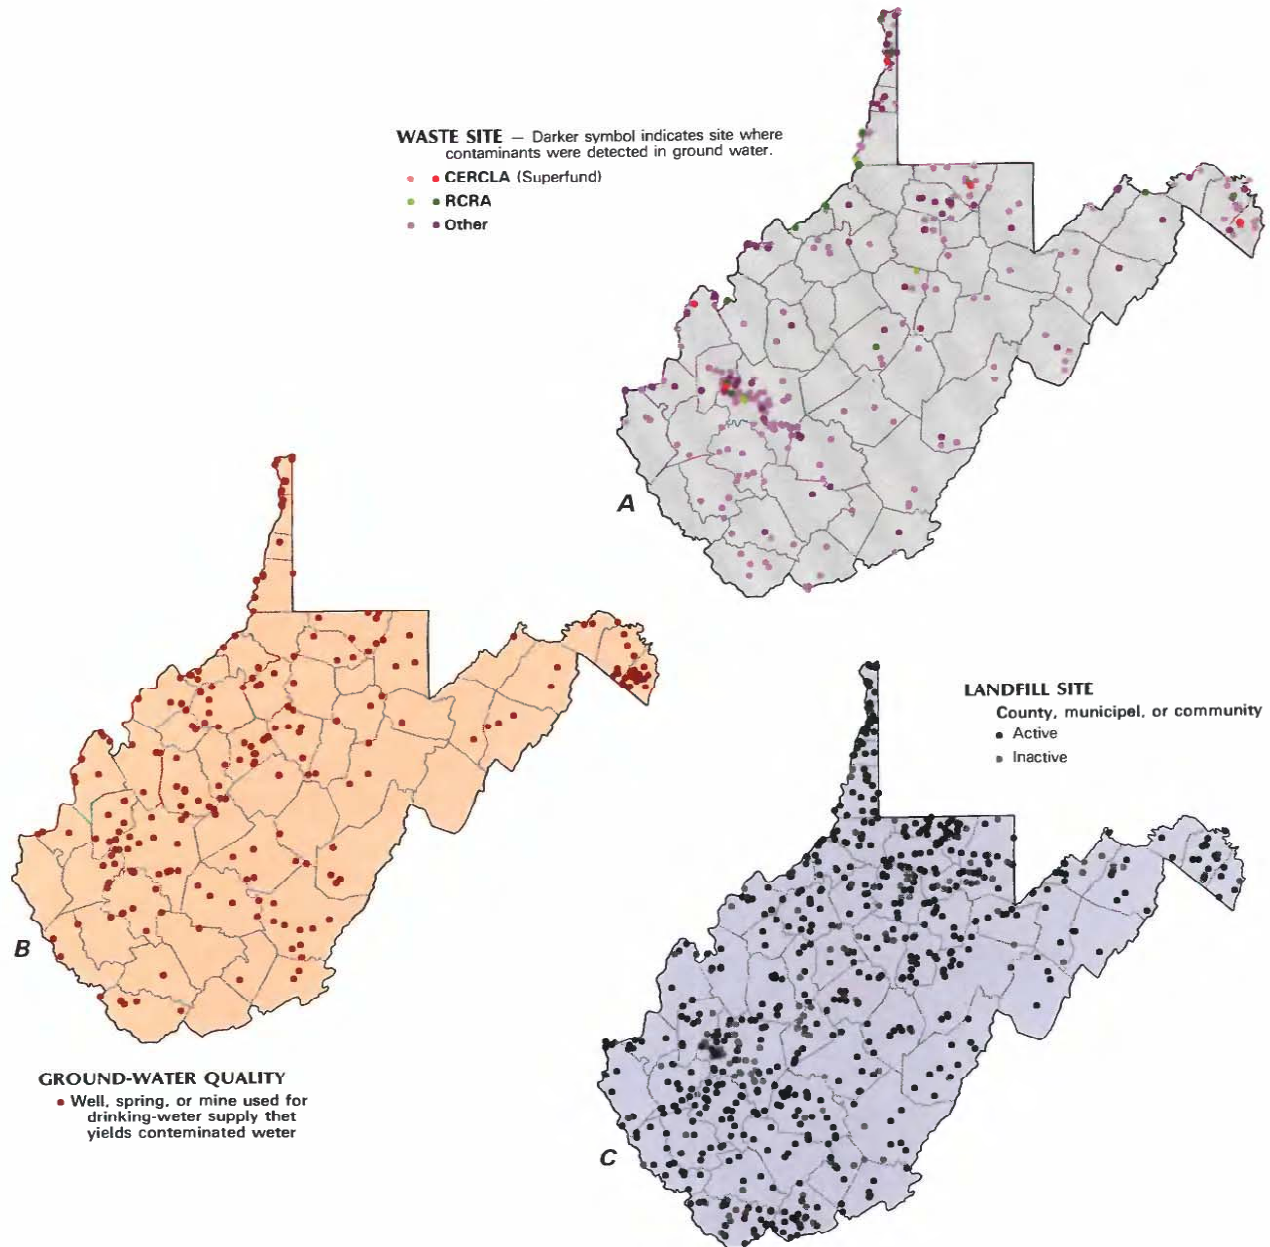 WASTE SITE — Darker symbol indicates site where
contaminants were detected in ground water.
CERCLA (Superfund)
RCRA
Other
A
B
GROUND-WATER QUALITY
Well, spring, or mine used for
drinking-water supply thet
yields contaminated weter
LANDFILL SITE
County, municipel, or community
Active
Inactive
C